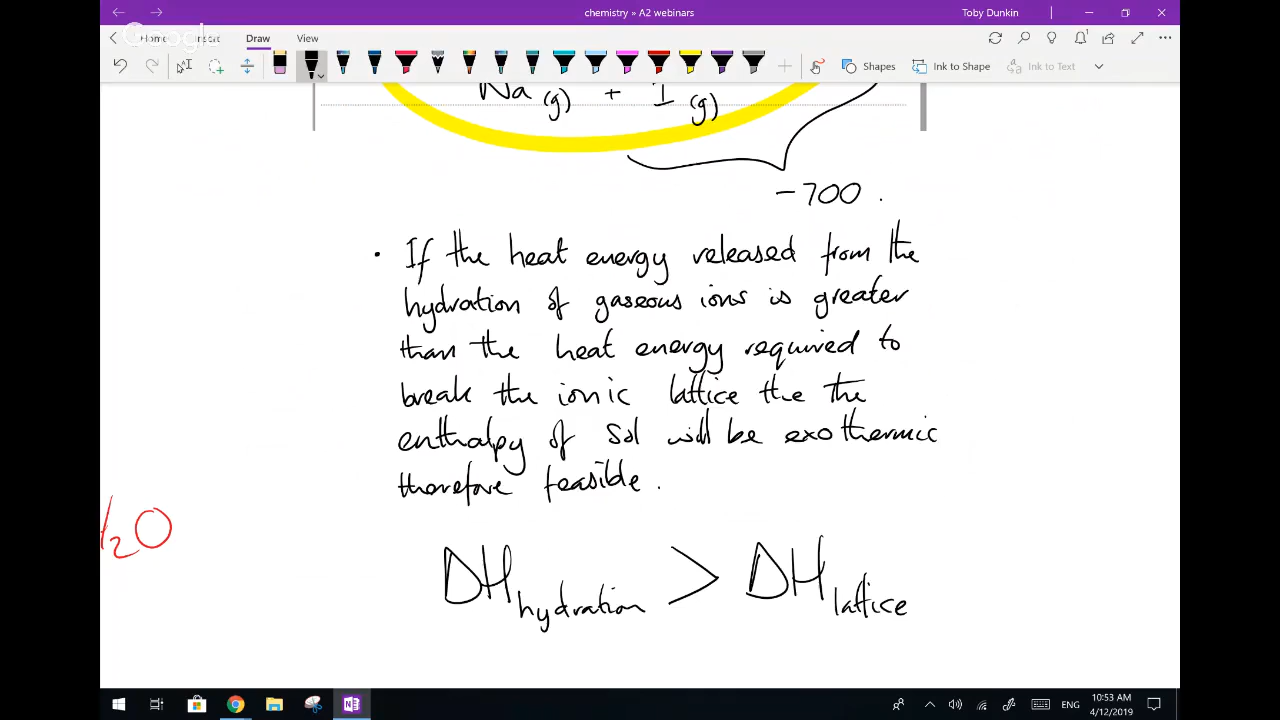 chemistry » A2 webinars
Toby Dunkin
Google
Home Draw View
Shapes Ink to Shape Ink to Text
Na (g) + I (g)
-700
• If the heat energy released from the
hydration of gaseous ions is greater
than the heat energy required to
break the ionic lattice the the
enthalpy of Sol will be exothermic
therefore feasible.
H2O
ΔH hydration > ΔH lattice
ENG
10:53 AM
4/12/2019